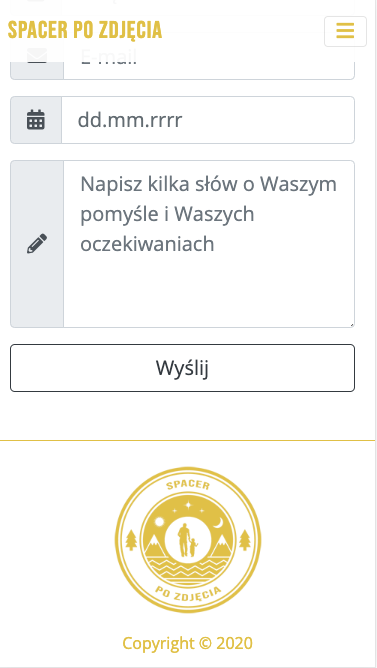 SPACER PO ZDJĘCIA
E-mail
dd.mm.rrrr
Napisz kilka słów o Waszym
pomyśle i Waszych
oczekiwaniach
Wyślij
SPACER
PO ZDJĘCIA
Copyright © 2020